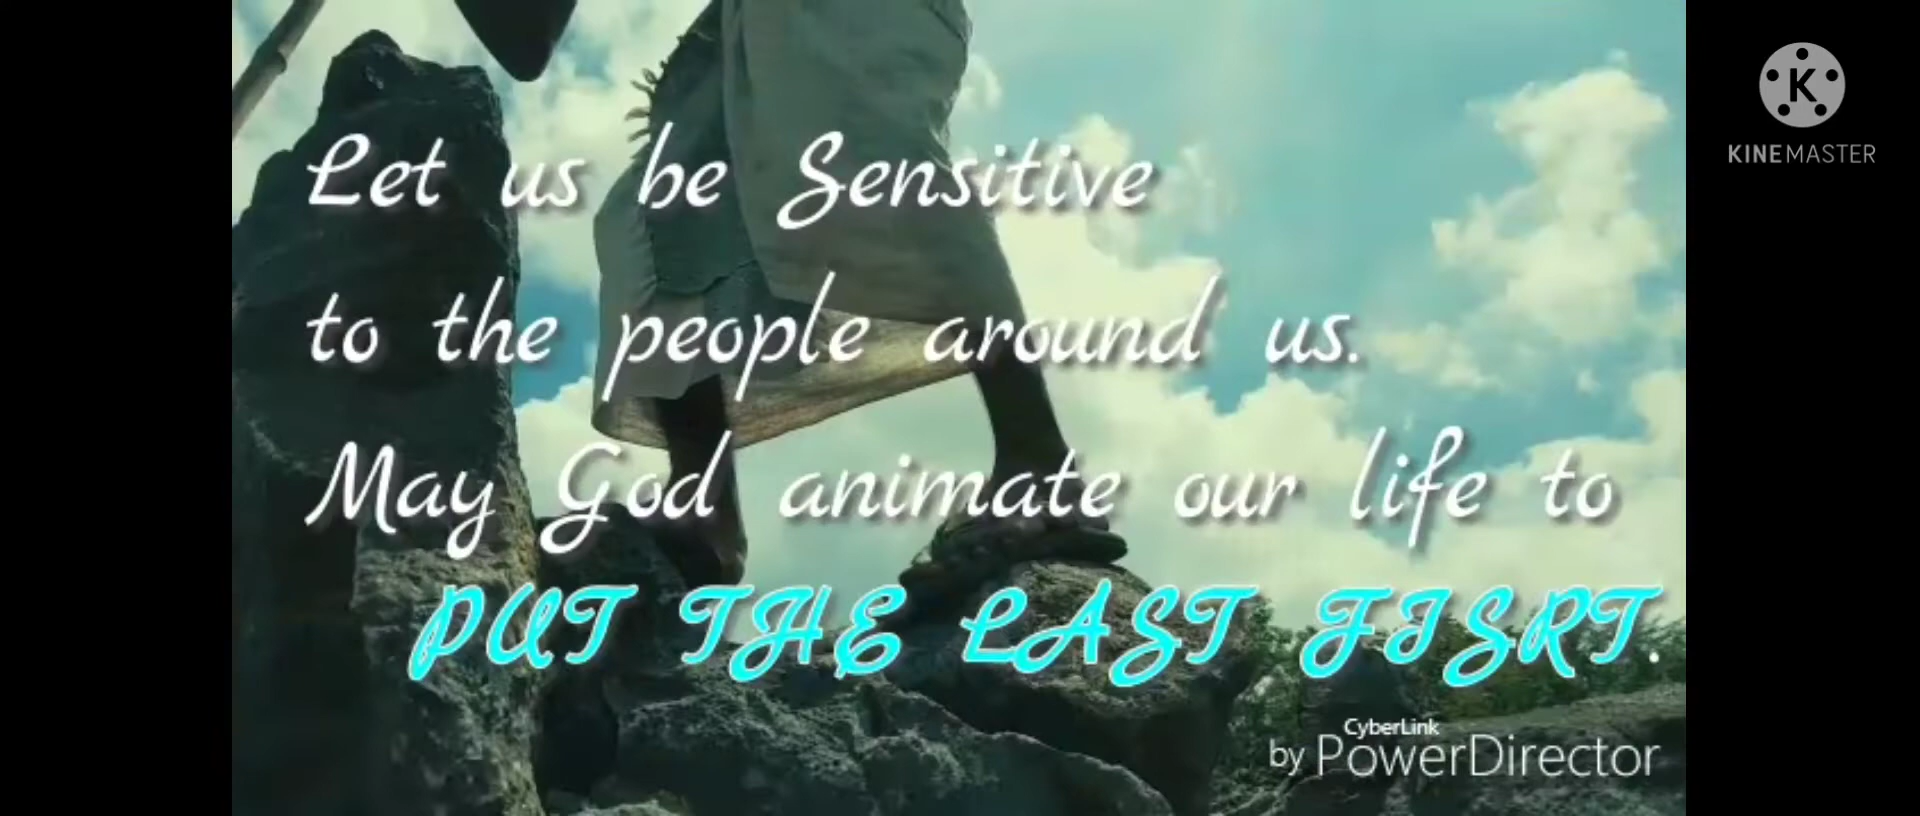 Let us be Sensitive
to the people around us.
May God animate our life to
PUT THE LAST FISRT.
CyberLink
by PowerDirector
K
KINEMASTER